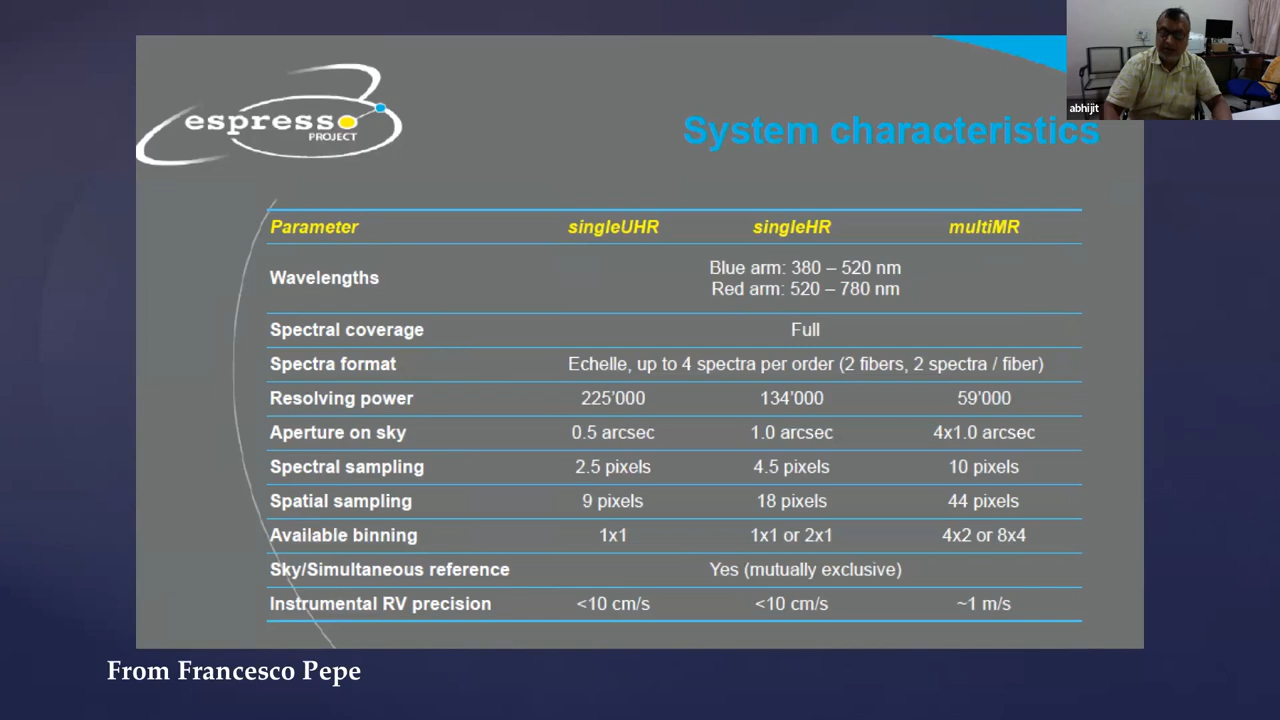 abhijit
espresso
PROJECT
System characteristics
Parameter singleUHR singleHR multiMR
Wavelengths Blue arm: 380 – 520 nm
Red arm: 520 – 780 nm
Spectral coverage Full
Spectra format Echelle, up to 4 spectra per order (2 fibers, 2 spectra / fiber)
Resolving power 225’000 134’000 59’000
Aperture on sky 0.5 arcsec 1.0 arcsec 4x1.0 arcsec
Spectral sampling 2.5 pixels 4.5 pixels 10 pixels
Spatial sampling 9 pixels 18 pixels 44 pixels
Available binning 1x1 1x1 or 2x1 4x2 or 8x4
Sky/Simultaneous reference Yes (mutually exclusive)
Instrumental RV precision <10 cm/s <10 cm/s ~1 m/s
From Francesco Pepe